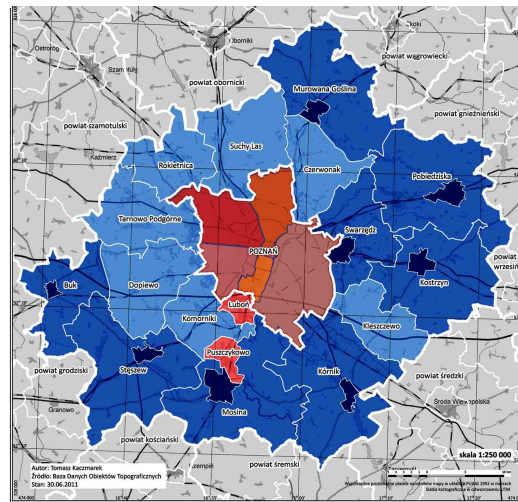 Ostroróg
Oborniki
Skoki
powiat wągrowiecki
powiat obornicki
Murowana Goślina
powiat gnieźnieński
powiat szamotulski
Suchy Las
Kaźmierz
Rokietnica
Czerwonak
Pobiedziska
Tarnowo Podgórne
Swarzędz
POZNAŃ
powiat
Buk
Dopiewo
Luboń
Kostrzyn
Komorniki
Kleszczewo
Puszczykowo
powiat grodziski
Stęszew
Kórnik
powiat średzki
Granowo
Mosina
Środa Wielkopolska
powiat kościański
powiat śremski
skala 1:250 000
Autor: Tomasz Kaczmarek
Źródło: Baza Danych Obiektów Topograficznych
Stan: 30.06.2011